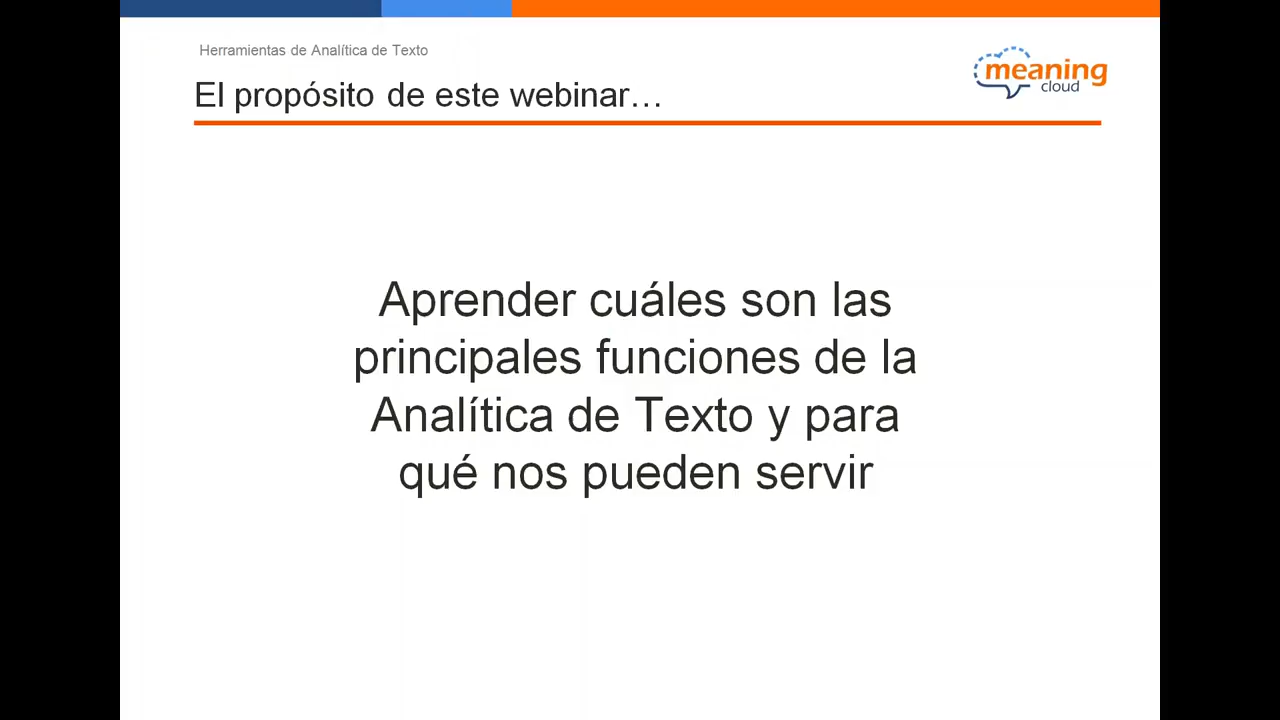 Herramientas de Analítica de Texto
El propósito de este webinar...
meaning
cloud
Aprender cuáles son las
principales funciones de la
Analítica de Texto y para
qué nos pueden servir